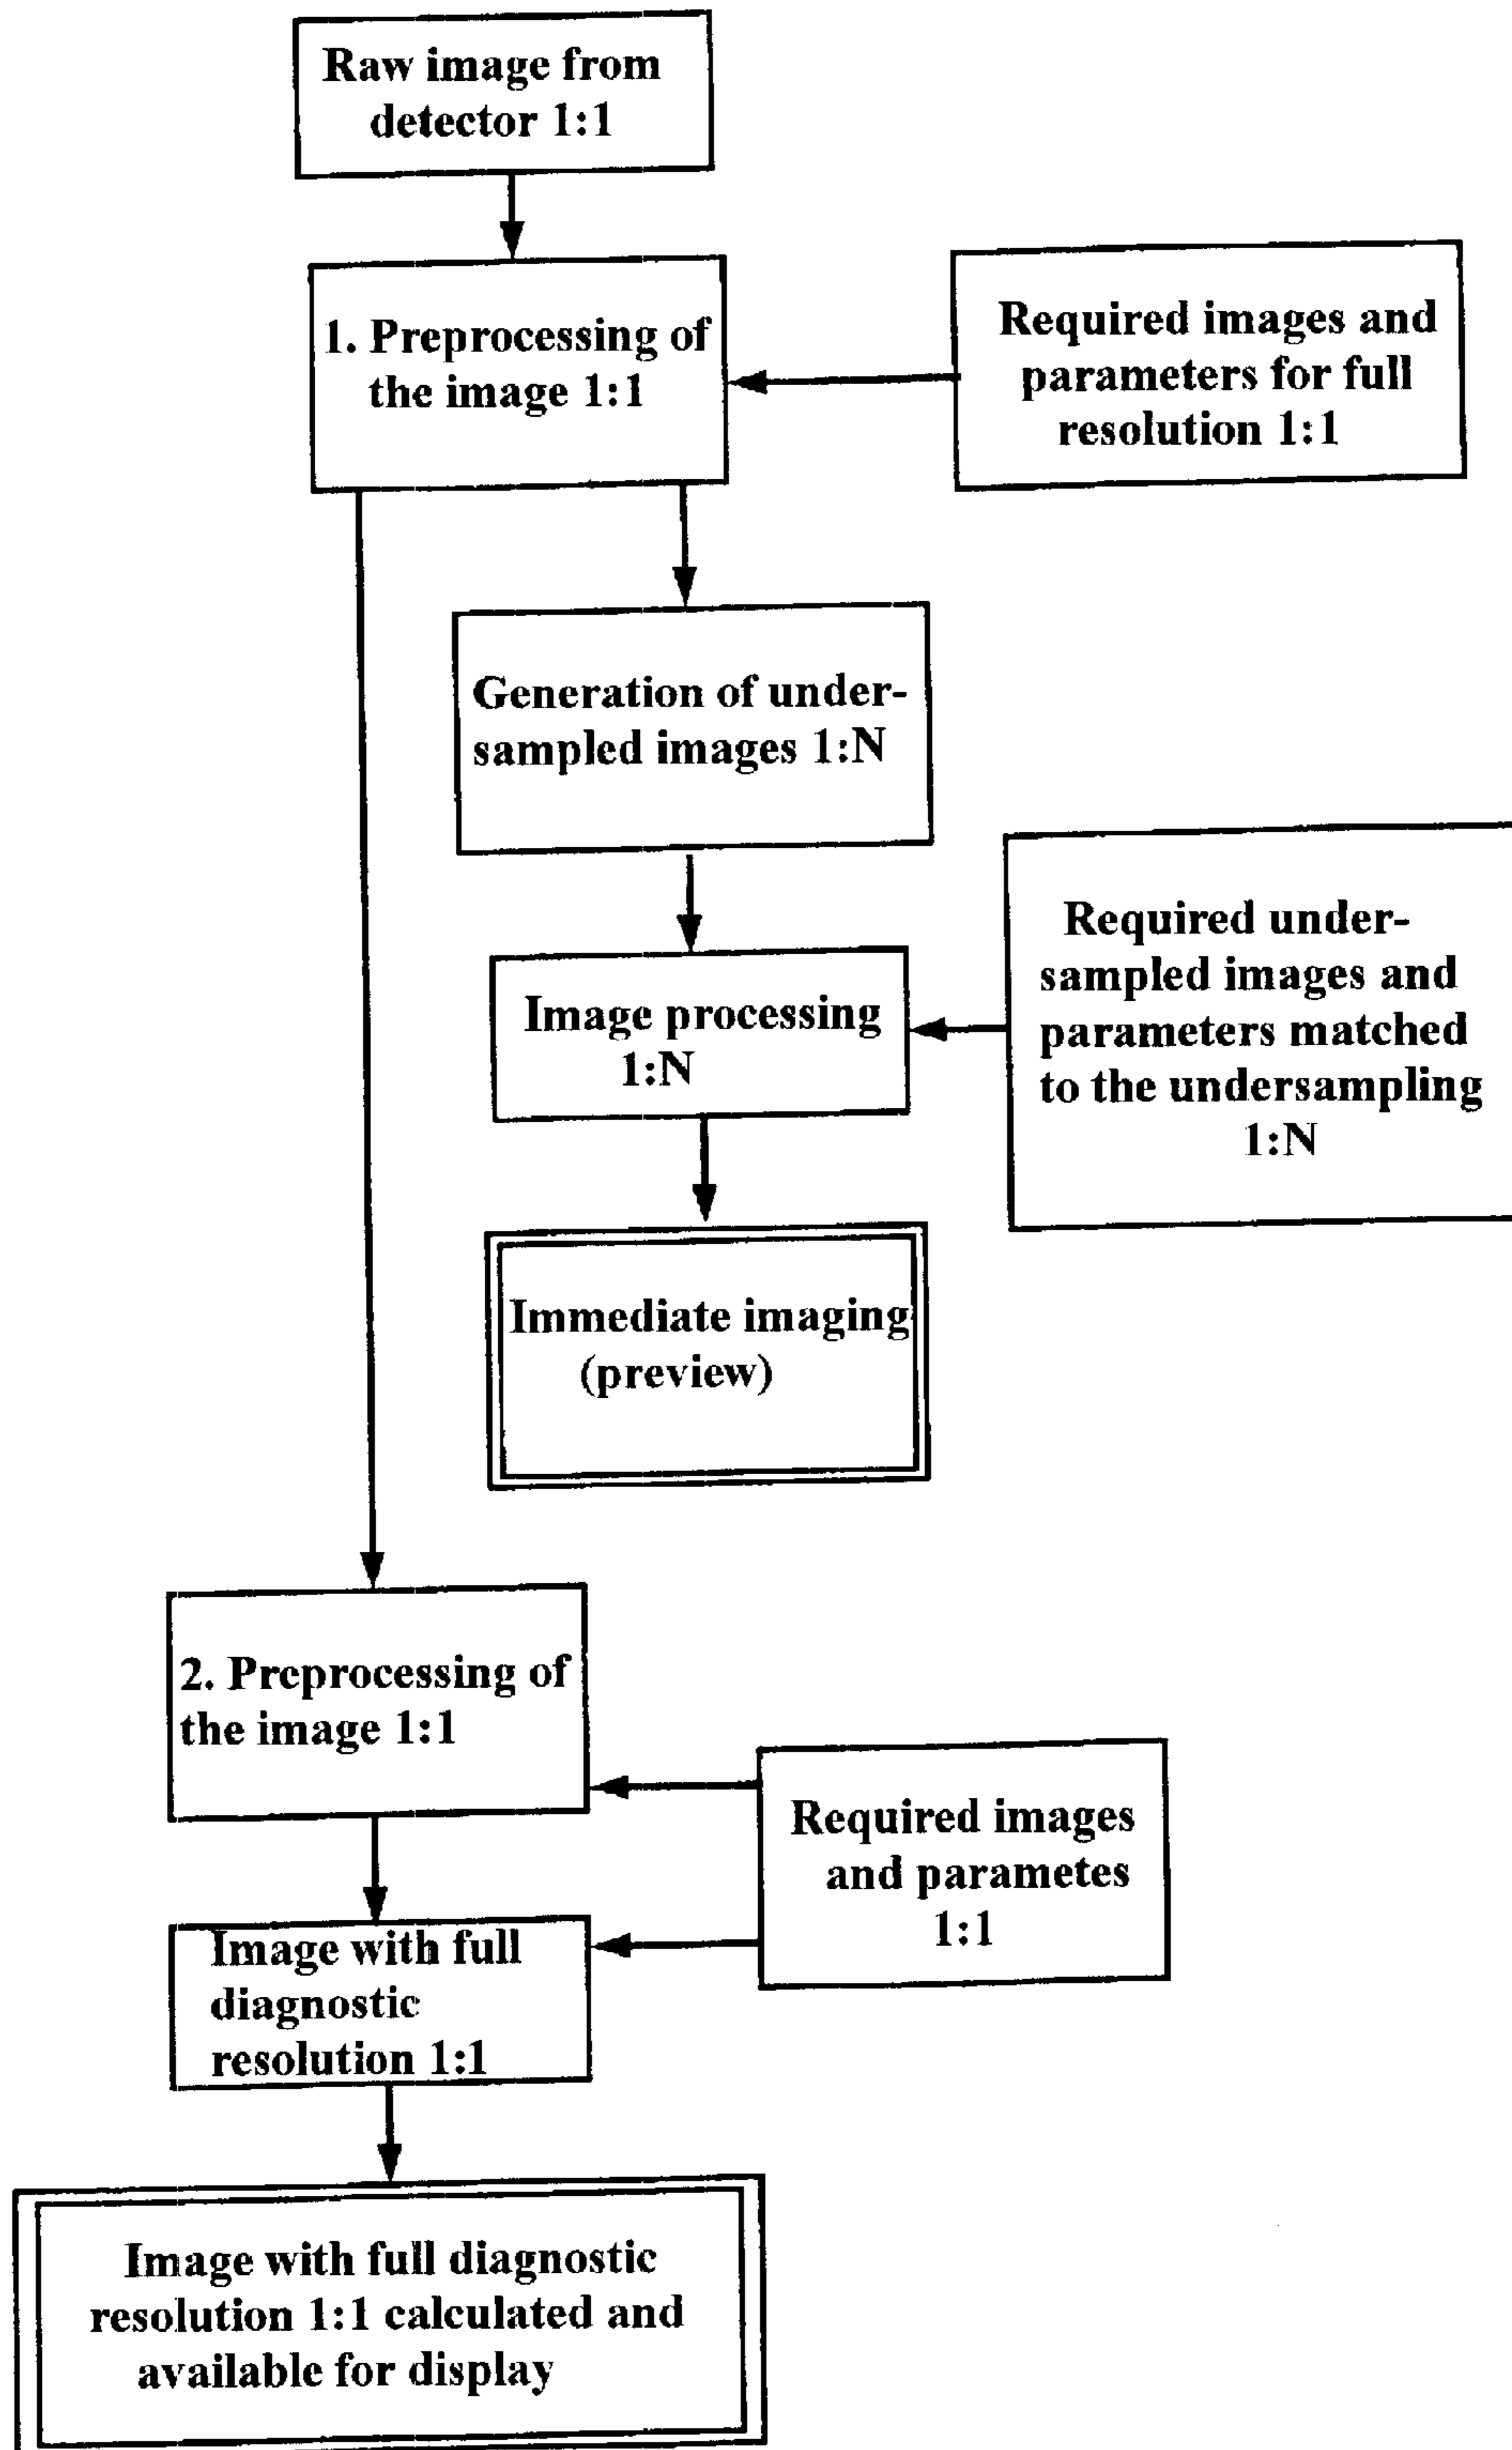 Raw image from
detector 1:1
1. Preprocessing of
the image 1:1
Required images and
parameters for full
resolution 1:1
Generation of under-
sampled images 1:N
Required under-
sampled images and
parameters matched
to the undersampling
1:N
Image processing
1:N
Immediate imaging
(preview)
2. Preprocessing of
the image 1:1
Required images
and parametes
1:1
Image with full
diagnostic
resolution 1:1
Image with full diagnostic
resolution 1:1 calculated and
available for display